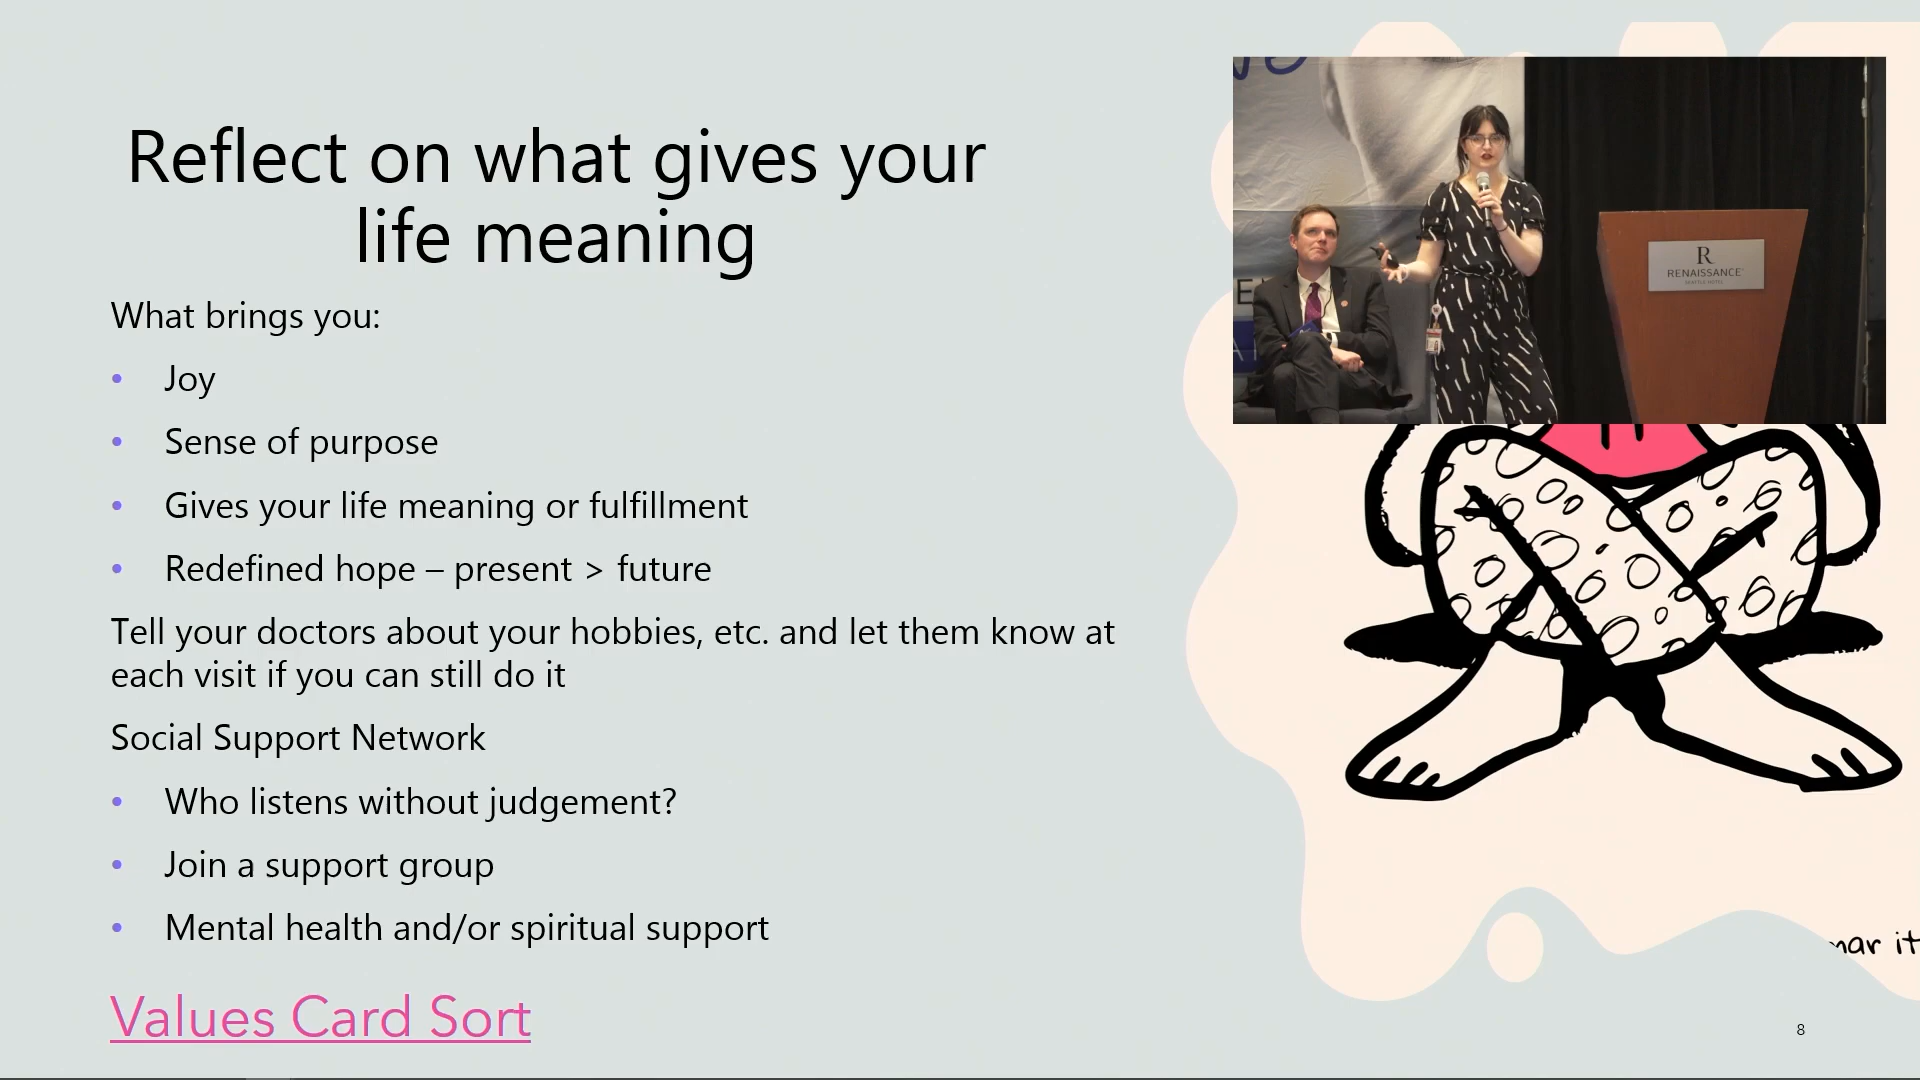 Reflect on what gives your
life meaning
What brings you:
• Joy
• Sense of purpose
• Gives your life meaning or fulfillment
• Redefined hope – present > future
Tell your doctors about your hobbies, etc. and let them know at
each visit if you can still do it
Social Support Network
• Who listens without judgement?
• Join a support group
• Mental health and/or spiritual support
Values Card Sort
R
RENAISSANCE
SEATTLE HOTEL
8